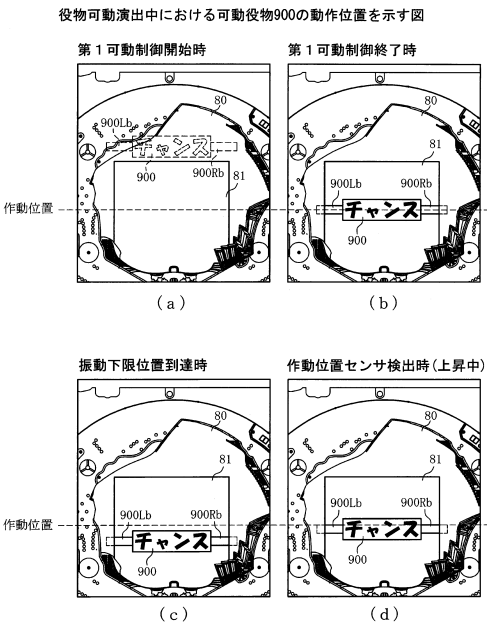 役物可動演出中における可動役物900の動作位置を示す図
第１可動制御開始時
80
900Lb
チャンス
900
900Rb
81
作動位置
(a)
第１可動制御終了時
80
81
900Lb
900Rb
チャンス
900
(b)
振動下限位置到達時
80
81
作動位置
900Lb
900Rb
チャンス
900
(c)
作動位置センサ検出時(上昇中)
80
81
900Lb
900Rb
チャンス
900
(d)